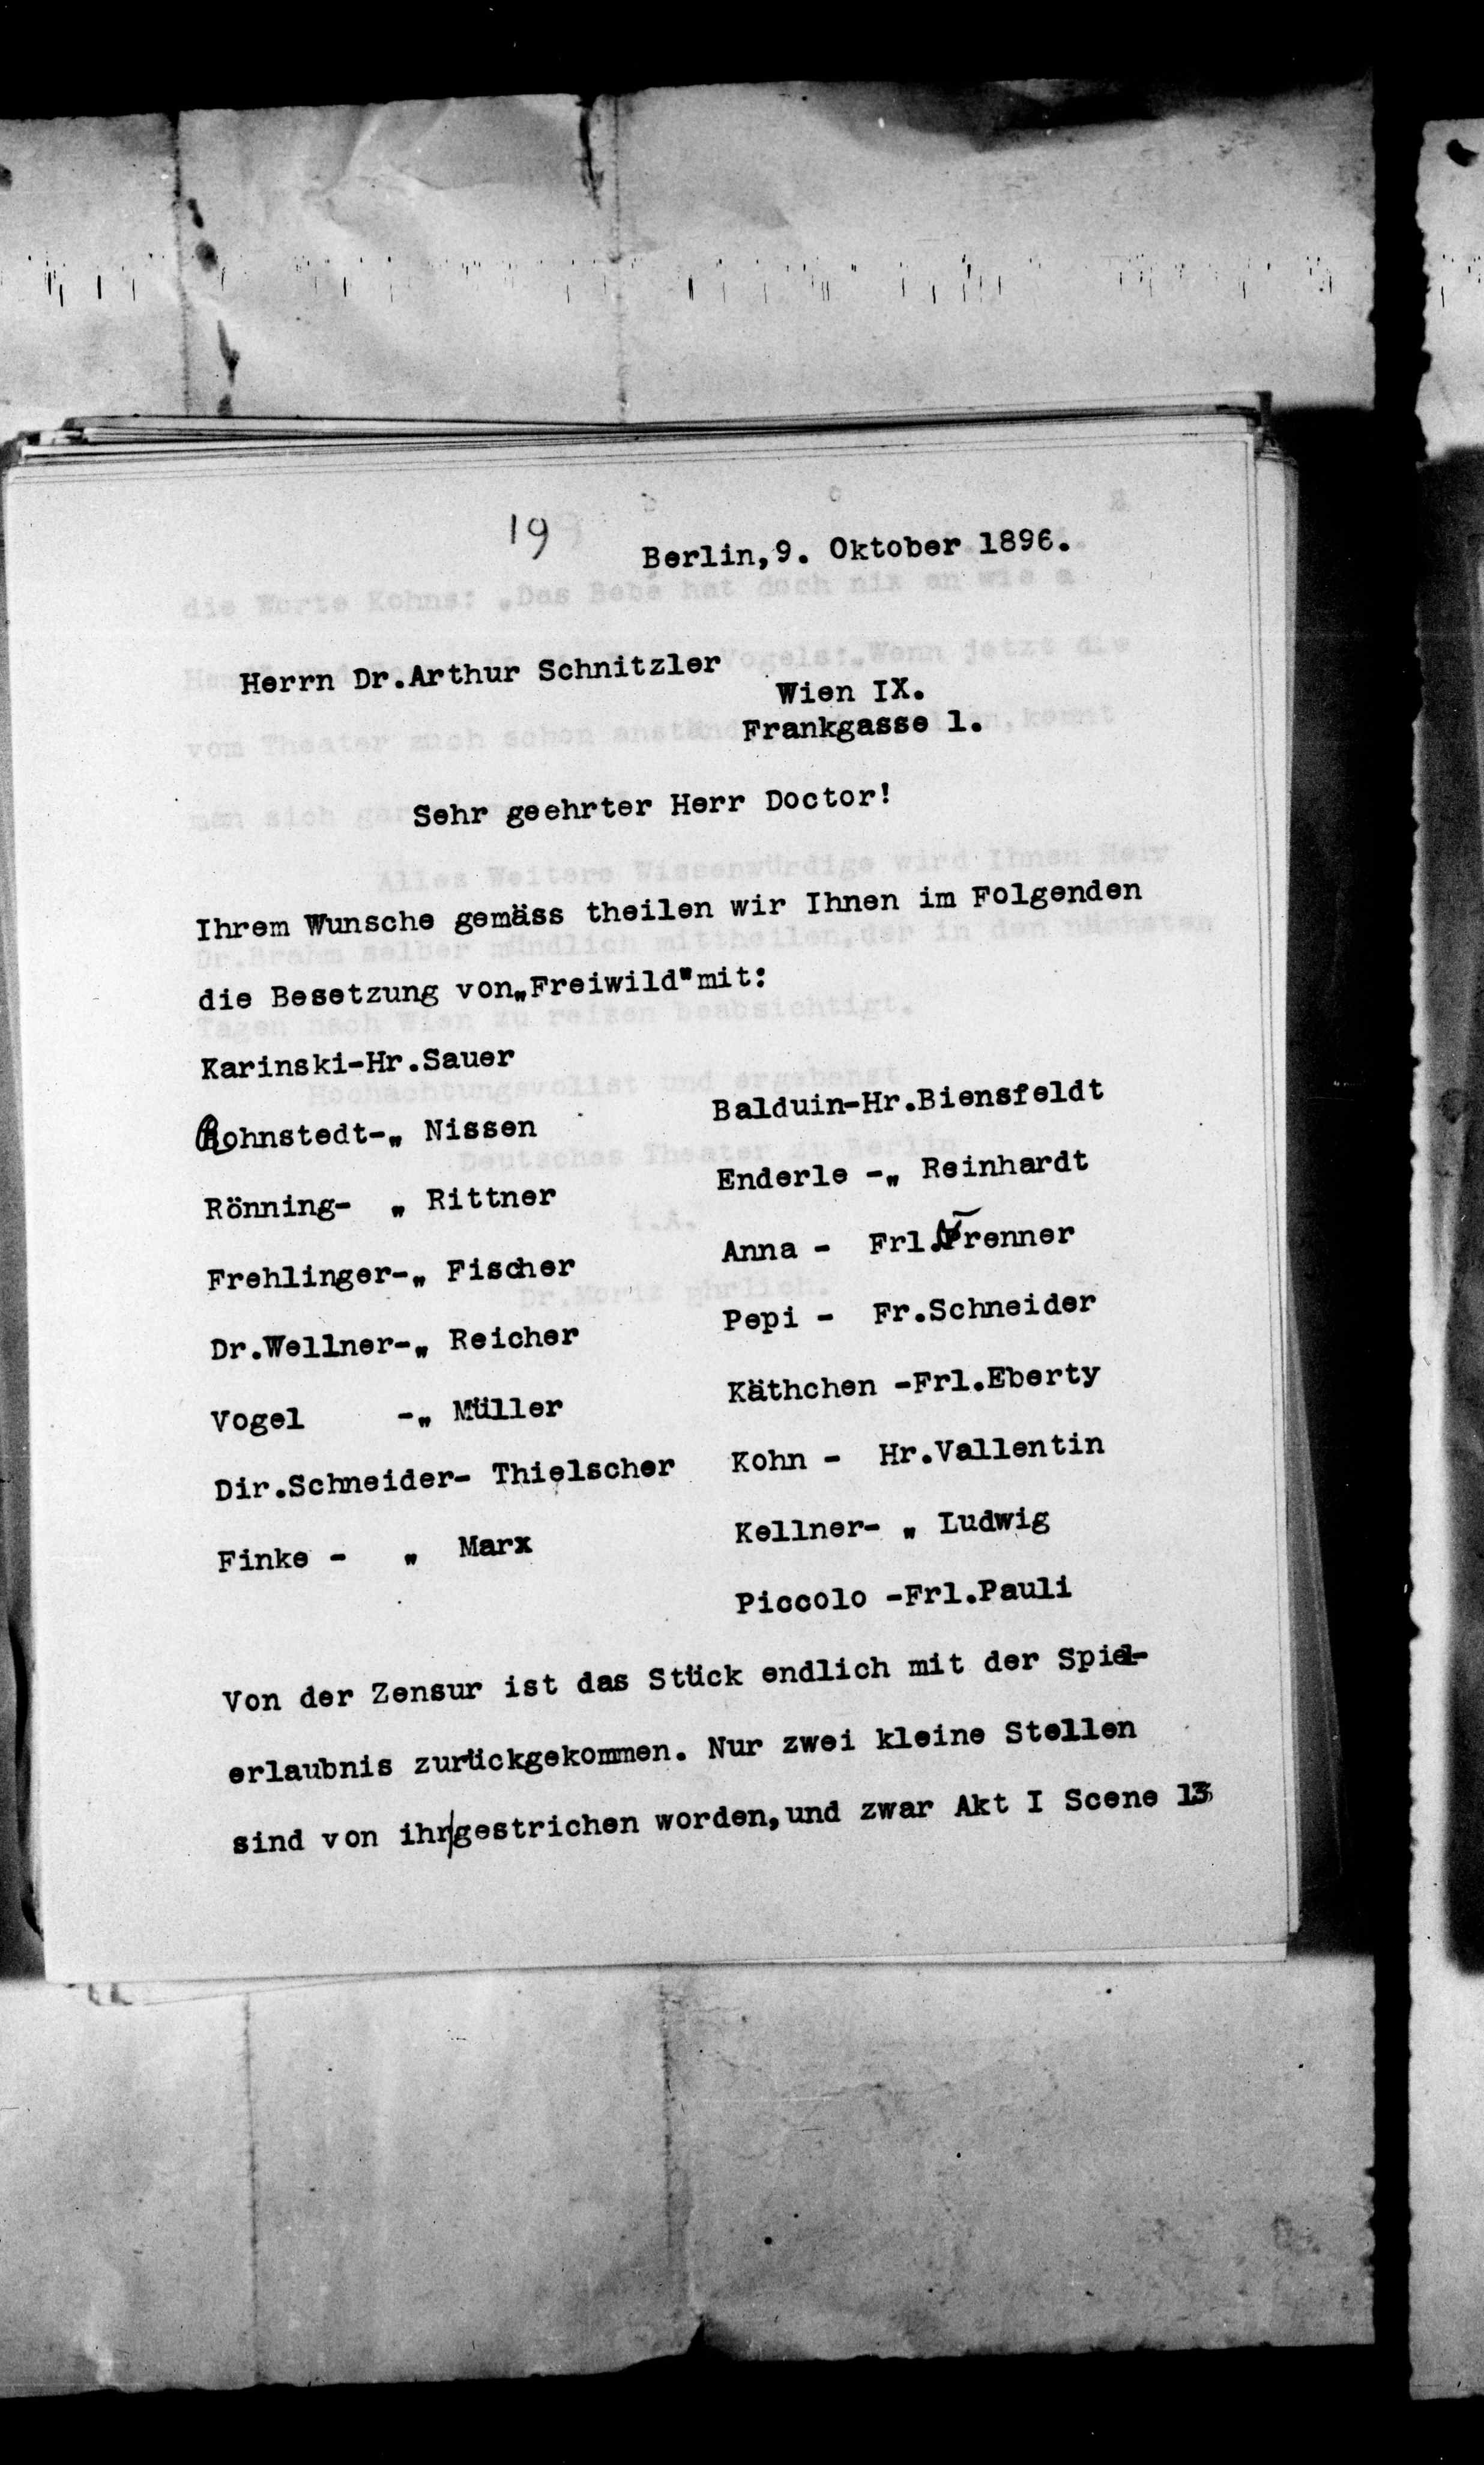 19
Berlin, 9. Oktober 1896.
Herrn Dr.Arthur Schnitzler
Wien IX.
Frankgasse 1.
Sehr geehrter Herr Doctor!
Ihrem Wunsche gemäss theilen wir Ihnen im Folgenden
die Besetzung von„Freiwild"mit:
Karinski-Hr.Sauer
Rohnstedt-„ Nissen
Rönning- „ Rittner
Frehlinger-„ Fischer
Dr.Wellner-„ Reicher
Vogel -„ Müller
Dir.Schneider- Thielscher
Finke - „ Marx
Balduin-Hr.Biensfeldt
Enderle -„ Reinhardt
Anna - Frl.Trenner
Pepi - Fr.Schneider
Käthchen -Frl.Eberty
Kohn - Hr.Vallentin
Kellner- „ Ludwig
Piccolo -Frl.Pauli
Von der Zensur ist das Stück endlich mit der Spiel-
erlaubnis zurückgekommen. Nur zwei kleine Stellen
sind von ihr|gestrichen worden,und zwar Akt I Scene 13